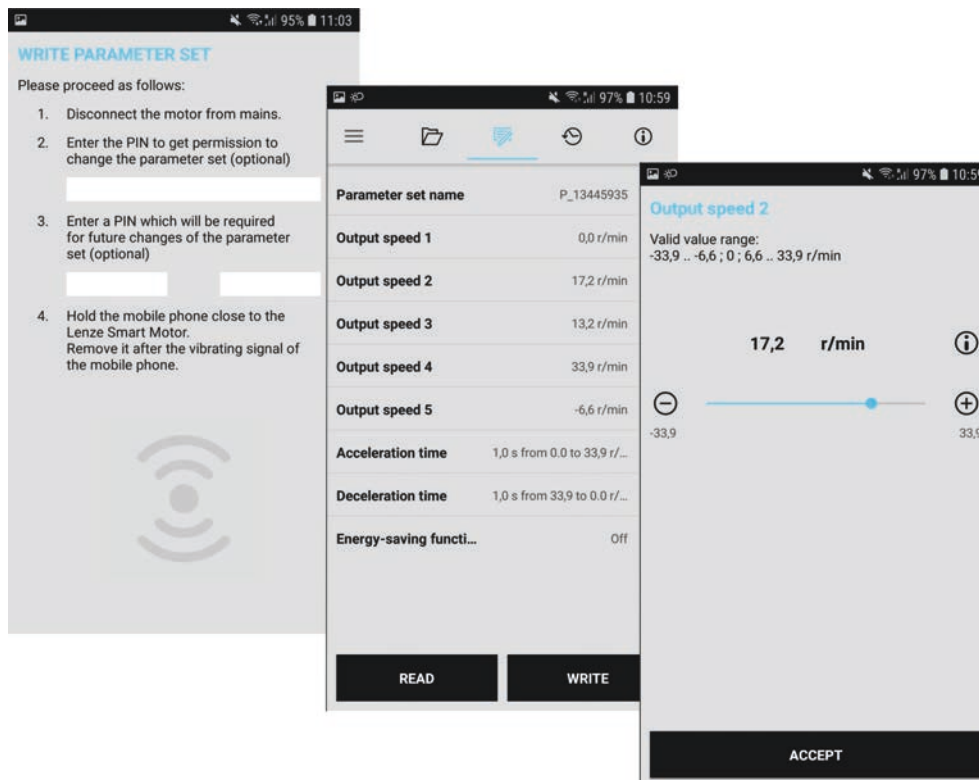 95% 11:03
WRITE PARAMETER SET
Please proceed as follows:
1. Disconnect the motor from mains.
2. Enter the PIN to get permission to
change the parameter set (optional)
3. Enter a PIN which will be required
for future changes of the parameter
set (optional)
4. Hold the mobile phone close to the
Lenze Smart Motor.
Remove it after the vibrating signal of
the mobile phone.
97% 10:59
Parameter set name P_13445935
Output speed 1 0,0 r/min
Output speed 2 17,2 r/min
Output speed 3 13,2 r/min
Output speed 4 33,9 r/min
Output speed 5 -6,6 r/min
Acceleration time 1,0 s from 0.0 to 33,9 r/...
Deceleration time 1,0 s from 33,9 to 0.0 r/...
Energy-saving functi... Off
READ WRITE
97% 10:59
Output speed 2
Valid value range:
-33,9 .. -6,6 ; 0 ; 6,6 .. 33,9 r/min
17,2 r/min
-33,9 33,9
ACCEPT